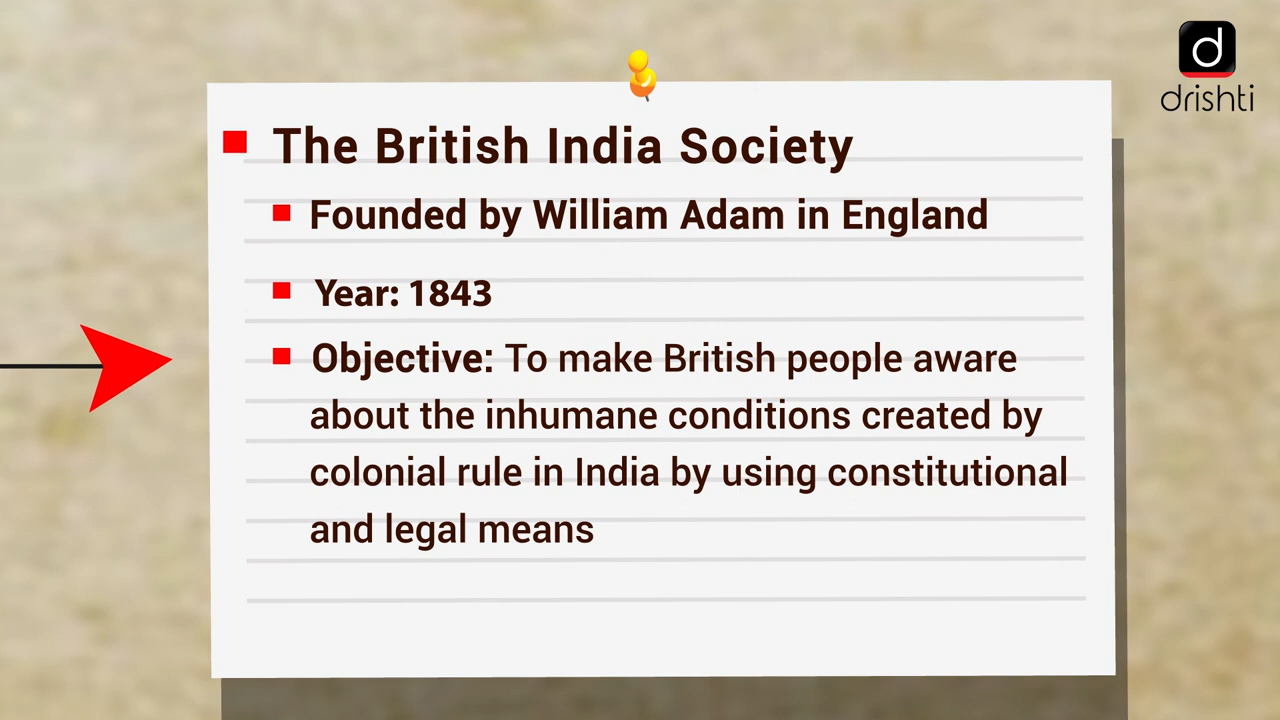 d
drishti
The British India Society
Founded by William Adam in England
Year: 1843
Objective: To make British people aware
about the inhumane conditions created by
colonial rule in India by using constitutional
and legal means